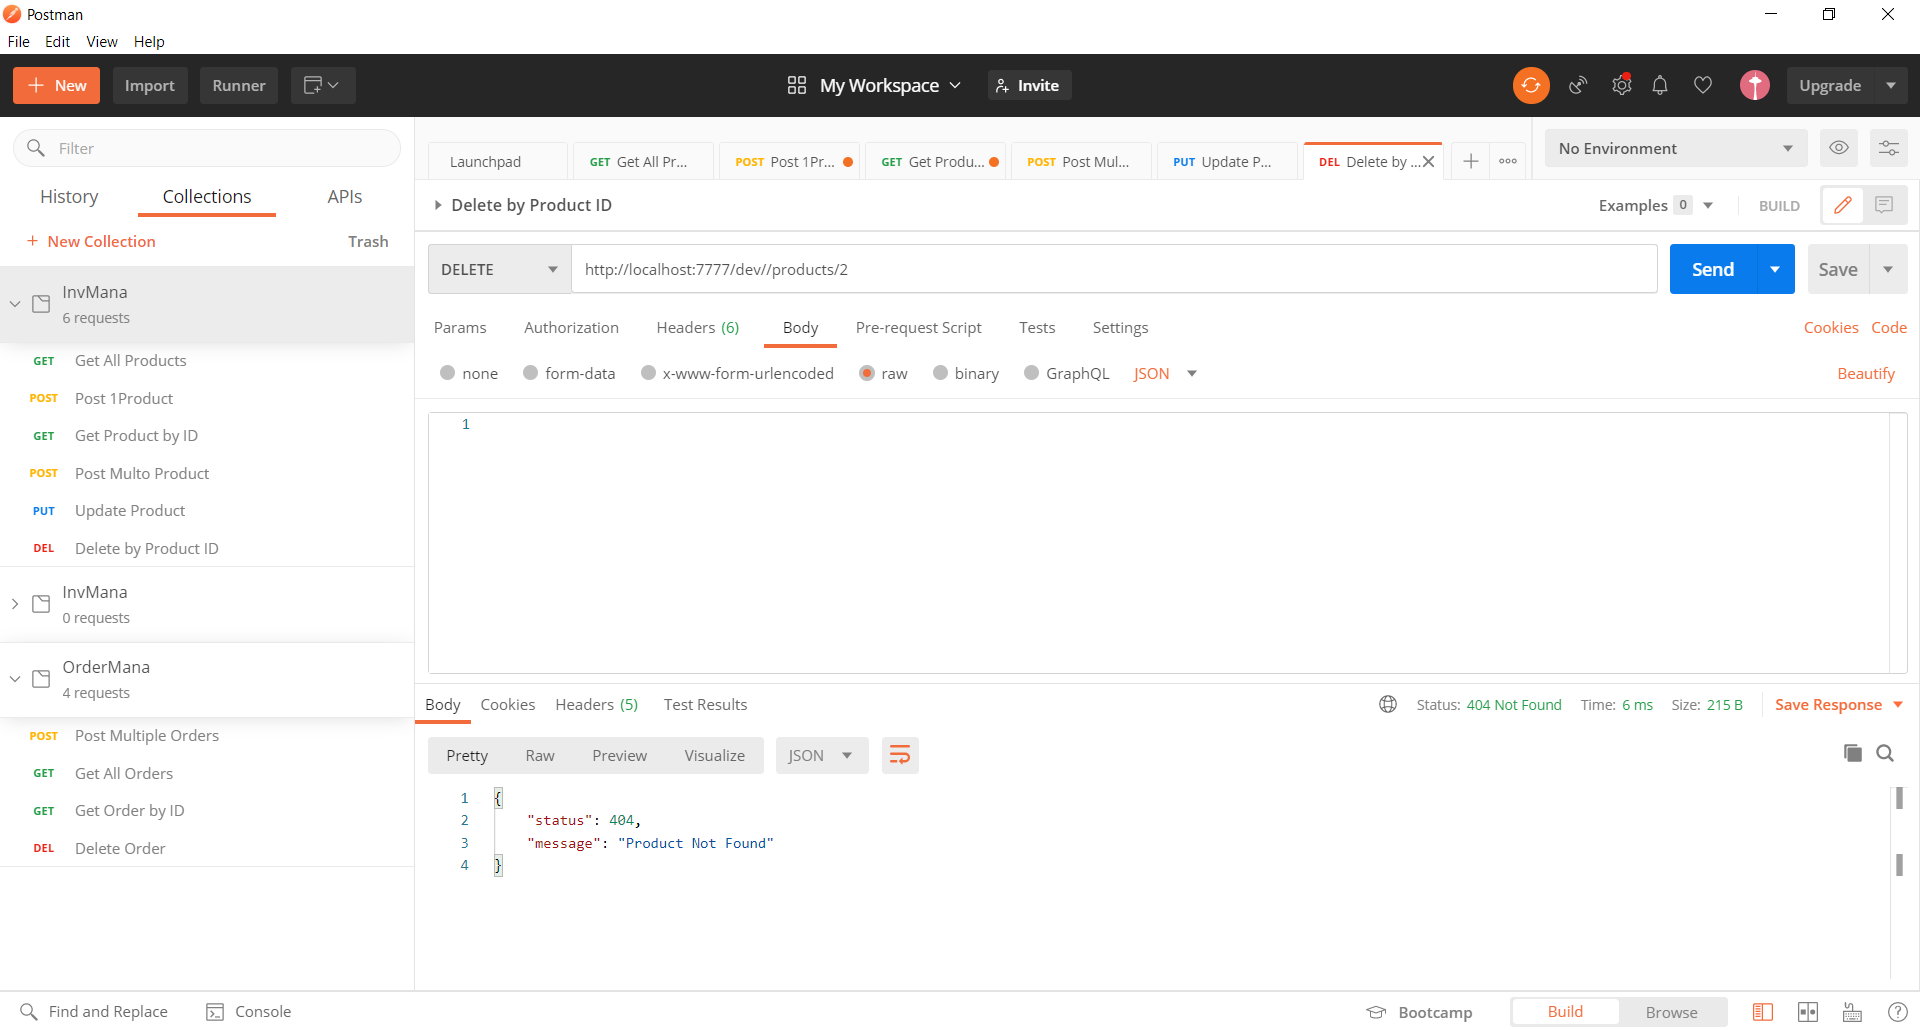 Postman
File Edit View Help
New Import Runner My Workspace Invite Upgrade
Filter
History Collections APIs
+ New Collection Trash
InvMana
6 requests
GET Get All Products
POST Post 1Product
GET Get Product by ID
POST Post Multo Product
PUT Update Product
DEL Delete by Product ID
InvMana
0 requests
OrderMana
4 requests
POST Post Multiple Orders
GET Get All Orders
GET Get Order by ID
DEL Delete Order
Launchpad GET Get All Pr... POST Post 1Pr... GET Get Produ... POST Post Mul... PUT Update P... DEL Delete by ... No Environment
Delete by Product ID Examples 0 BUILD
DELETE http://localhost:7777/dev//products/2 Send Save
Params Authorization Headers (6) Body Pre-request Script Tests Settings Cookies Code
none form-data x-www-form-urlencoded raw binary GraphQL JSON Beautify
1
Body Cookies Headers (5) Test Results Status: 404 Not Found Time: 6 ms Size: 215 B Save Response
Pretty Raw Preview Visualize JSON
1 {
2 "status": 404,
3 "message": "Product Not Found"
4 }
Find and Replace Console Bootcamp Build Browse